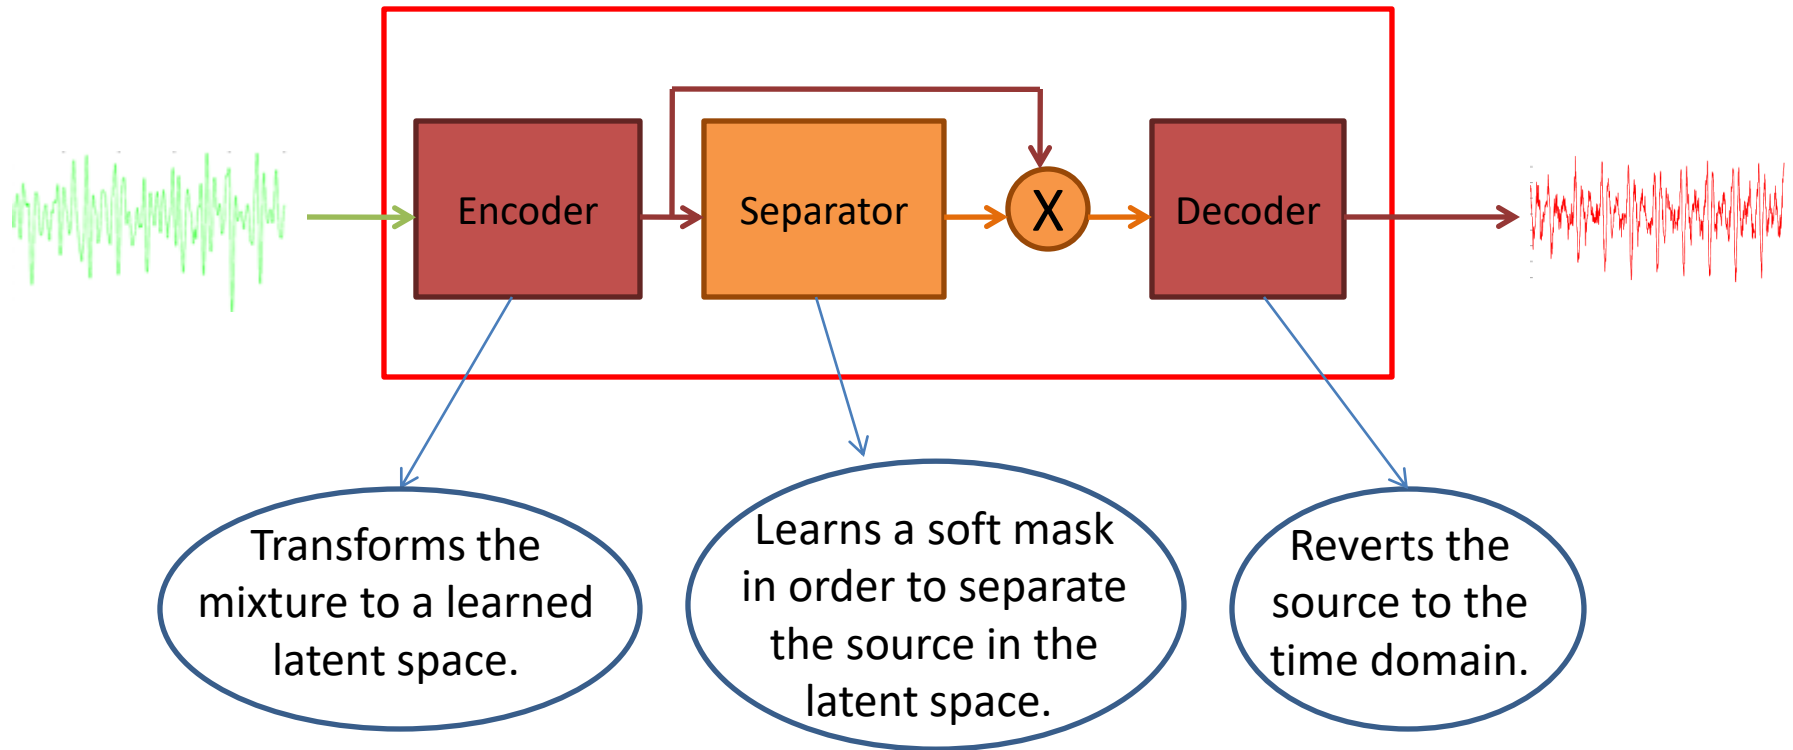 Encoder
Separator
X
Decoder
Transforms the
mixture to a learned
latent space.
Learns a soft mask
in order to separate
the source in the
latent space.
Reverts the
source to the
time domain.